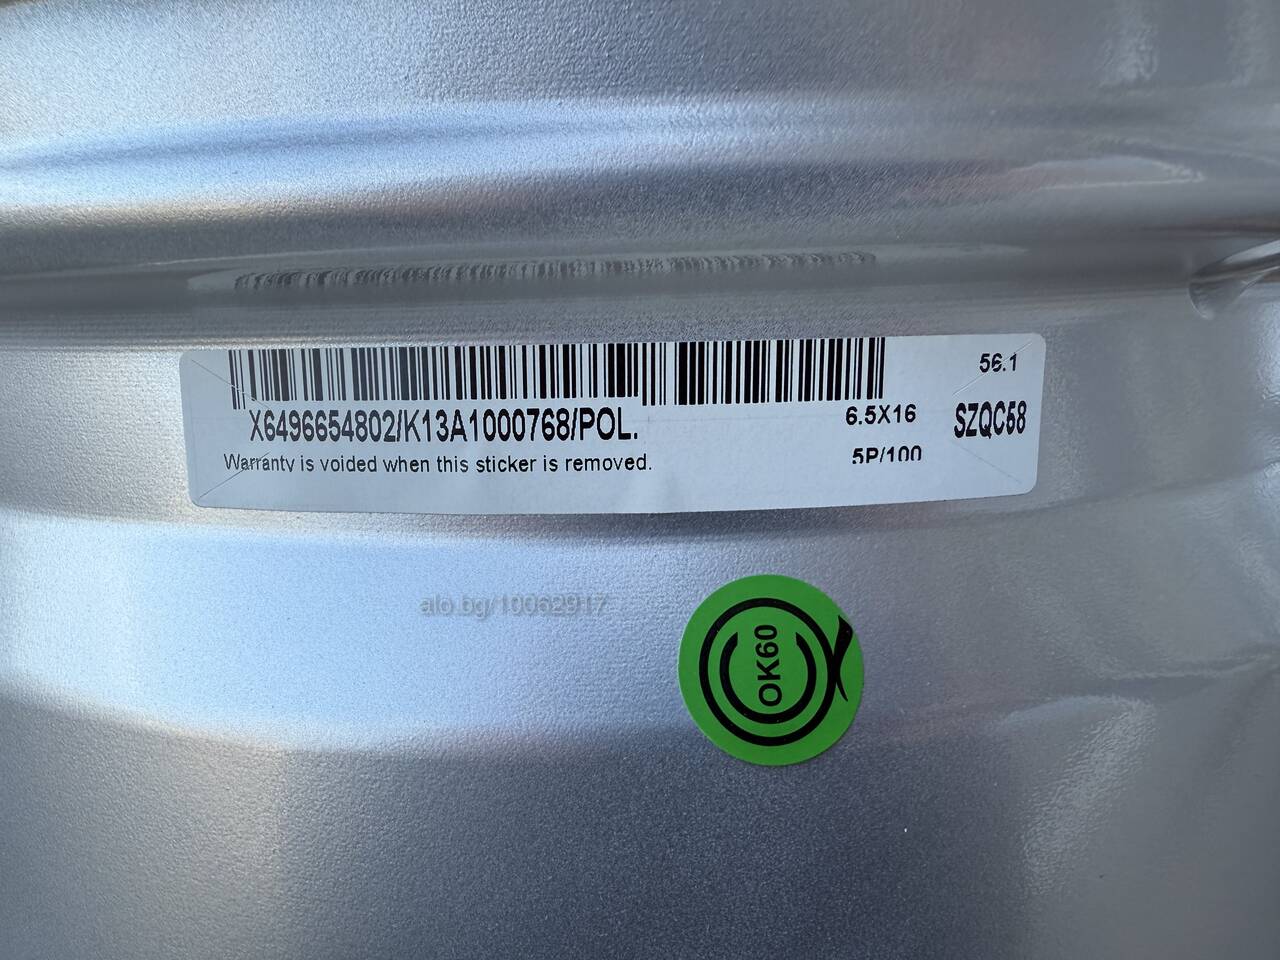 56.1
X6496654802/K13A1000768/POL.
6.5X16
SZQC58
Warranty is voided when this sticker is removed.
5P/100
alo.bg/10062917
OK60